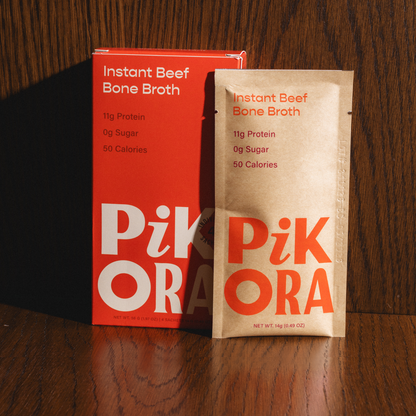 Instant Beef
Bone Broth
11g Protein
0g Sugar
50 Calories
PiK
ORA
Instant Beef
Bone Broth
11g Protein
0g Sugar
50 Calories
PiK
ORA
NET WT. 14g (0.49 OZ)